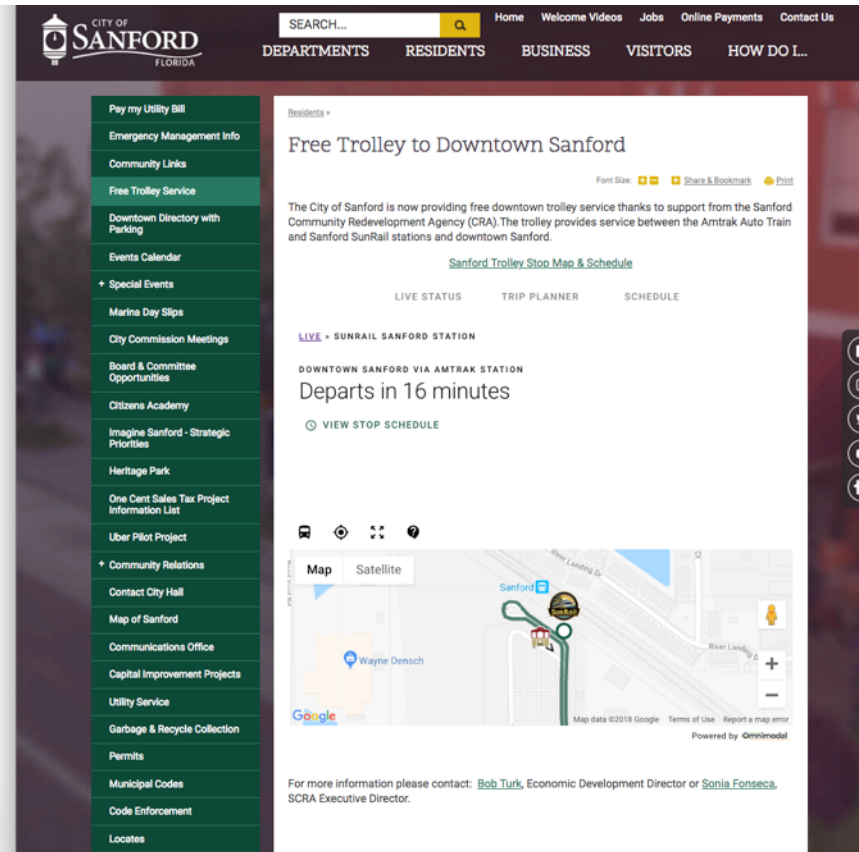 CITY OF
SANFORD
FLORIDA
SEARCH...
Home Welcome Videos Jobs Online Payments Contact Us
DEPARTMENTS RESIDENTS BUSINESS VISITORS HOW DO I...
Pay my Utility Bill
Emergency Management Info
Community Links
Free Trolley Service
Downtown Directory with
Parking
Events Calendar
+ Special Events
Marina Day Slips
City Commission Meetings
Board & Committee
Opportunities
Citizens Academy
Imagine Sanford - Strategic
Priorities
Heritage Park
One Cent Sales Tax Project
Information List
Uber Pilot Project
+ Community Relations
Contact City Hall
Map of Sanford
Communications Office
Capital Improvement Projects
Utility Service
Garbage & Recycle Collection
Permits
Municipal Codes
Code Enforcement
Locates
Residents »
Free Trolley to Downtown Sanford
Font Size: + − Share & Bookmark Print
The City of Sanford is now providing free downtown trolley service thanks to support from the Sanford
Community Redevelopment Agency (CRA).The trolley provides service between the Amtrak Auto Train
and Sanford SunRail stations and downtown Sanford.
Sanford Trolley Stop Map & Schedule
LIVE STATUS TRIP PLANNER SCHEDULE
LIVE » SUNRAIL SANFORD STATION
DOWNTOWN SANFORD VIA AMTRAK STATION
Departs in 16 minutes
VIEW STOP SCHEDULE
Map Satellite
River Landing Dr
Sanford
SunRail
River Landing
Wayne Densch
+
−
Google
Map data ©2018 Google Terms of Use Report a map error
Powered by Omnimodal
For more information please contact: Bob Turk, Economic Development Director or Sonia Fonseca,
SCRA Executive Director.